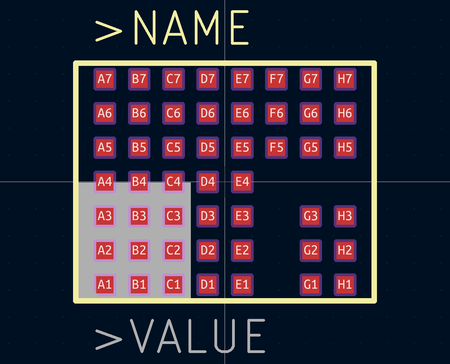 >NAME
A7 B7 C7 D7 E7 F7 G7 H7
A6 B6 C6 D6 E6 F6 G6 H6
A5 B5 C5 D5 E5 F5 G5 H5
A4 B4 C4 D4 E4
A3 B3 C3 D3 E3 G3 H3
A2 B2 C2 D2 E2 G2 H2
A1 B1 C1 D1 E1 G1 H1
>VALUE